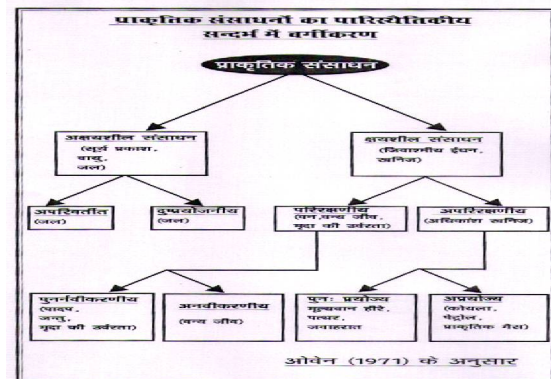 प्राकृतिक संसाधनों का पारिस्थैतिकीय
सन्दर्भ में वर्गीकरण
प्राकृतिक संसाधन
अक्षयशील संसाधन
(सूर्य प्रकाश,
वायु,
जल)
क्षयशील संसाधन
(जिवाश्मीय ईंधन,
खनिज)
अपरिवर्तित
(जल)
दुष्प्रयोजनीय
(जल)
परिरक्षणीय
(वन,वन्य जीव,
मृदा की उर्वरता)
अपरिरक्षणीय
(अधिकांश खनिज)
पुनर्नवीकरणीय
(पादप,
जन्तु,
मृदा की उर्वरता)
अनवीकरणीय
(वन्य जीव)
पुनः प्रयोज्य
मूल्यवान हीरे,
पत्थर,
जवाहरात
अप्रयोज्य
(कोयला,
पेट्रोल,
प्राकृतिक गैस)
ओवेन (1971) के अनुसार